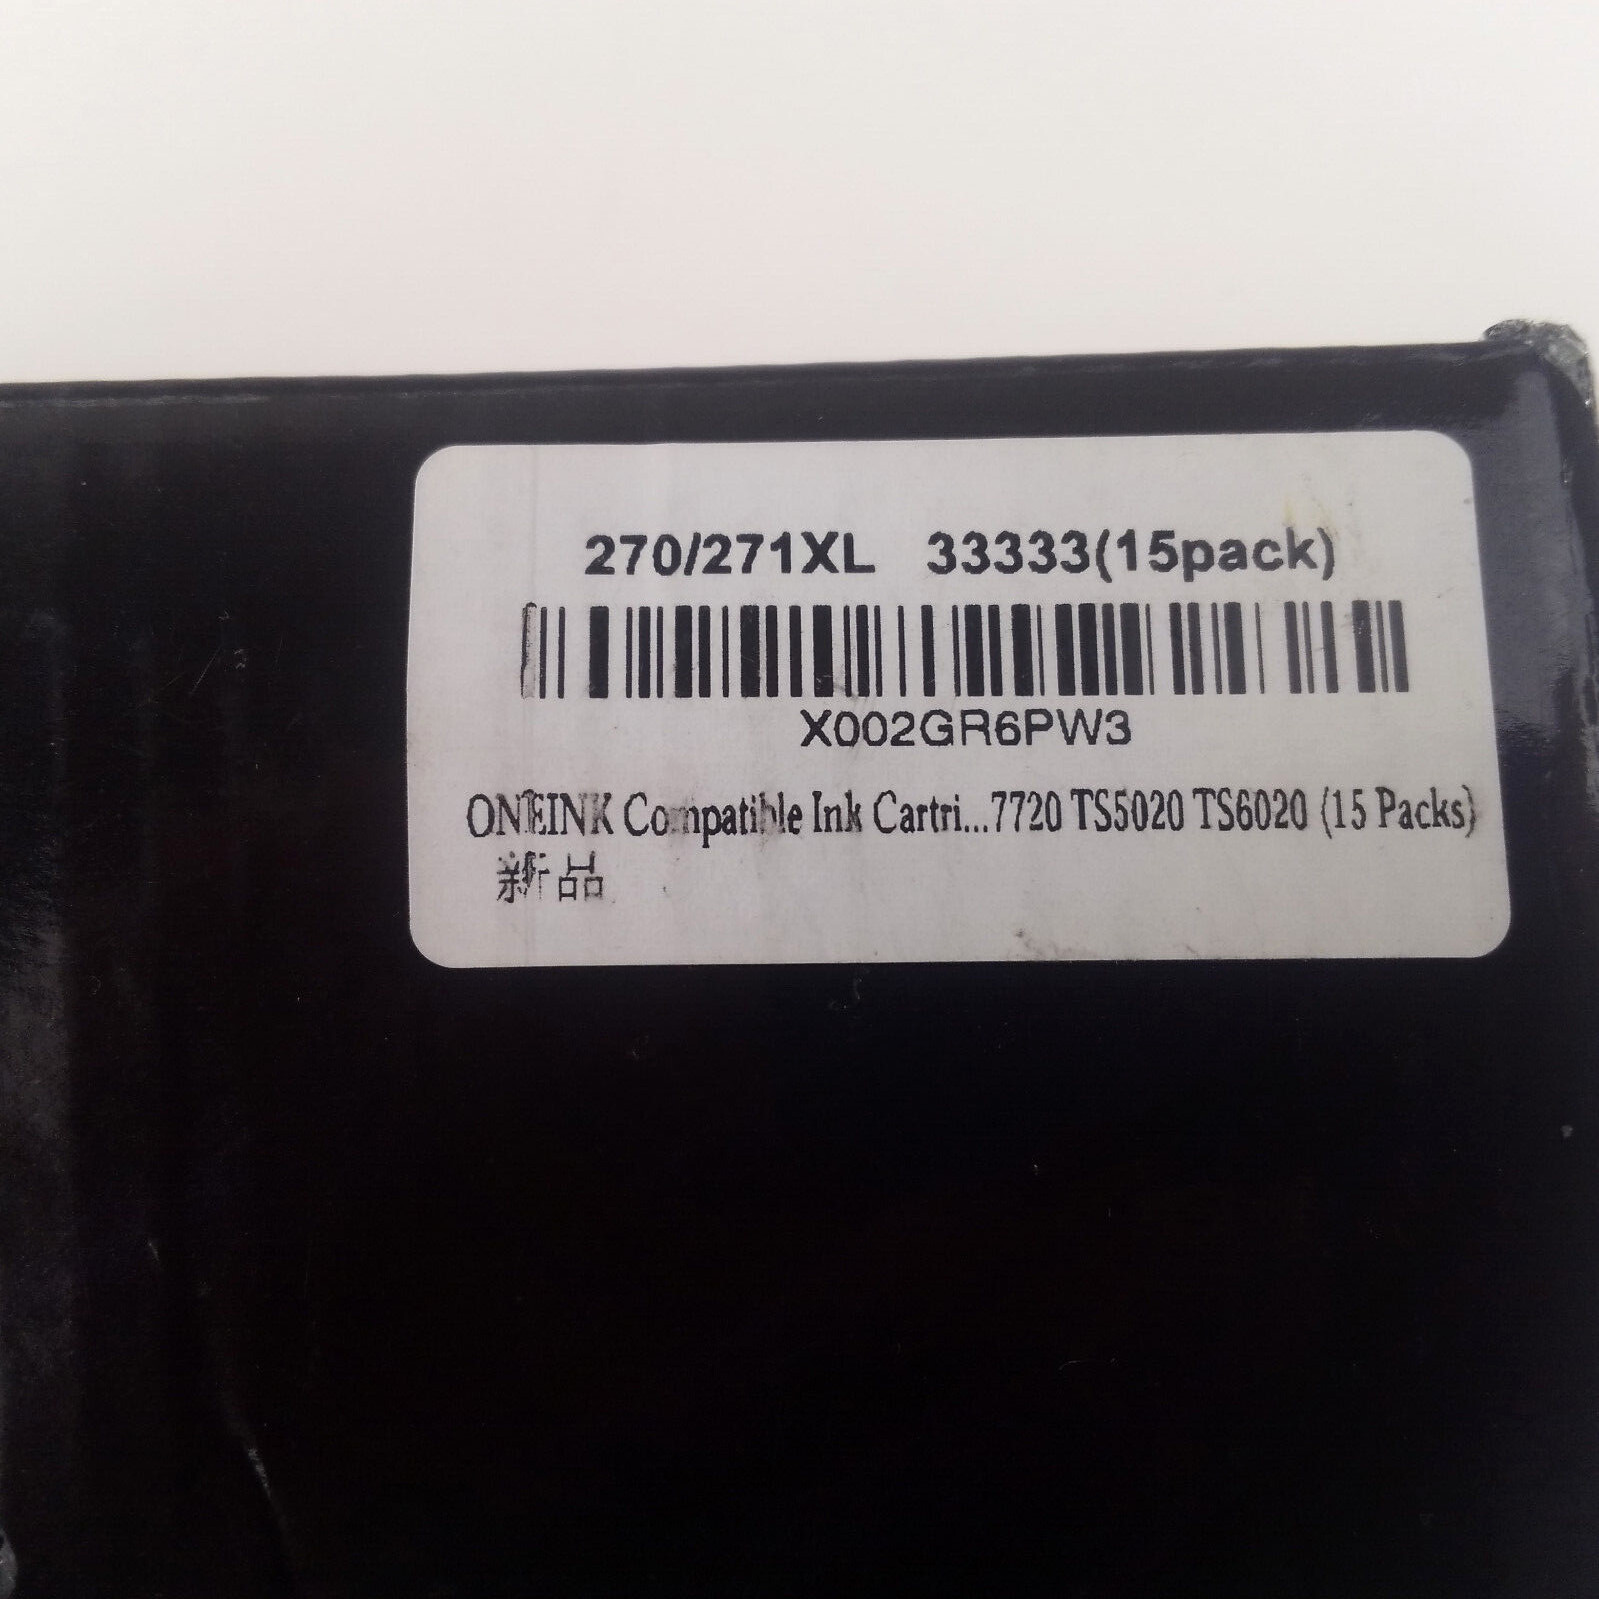 270/271XL 33333(15pack)
X002GR6PW3
ONEINK Compatible Ink Cartri...7720 TS5020 TS6020 (15 Packs)
新品